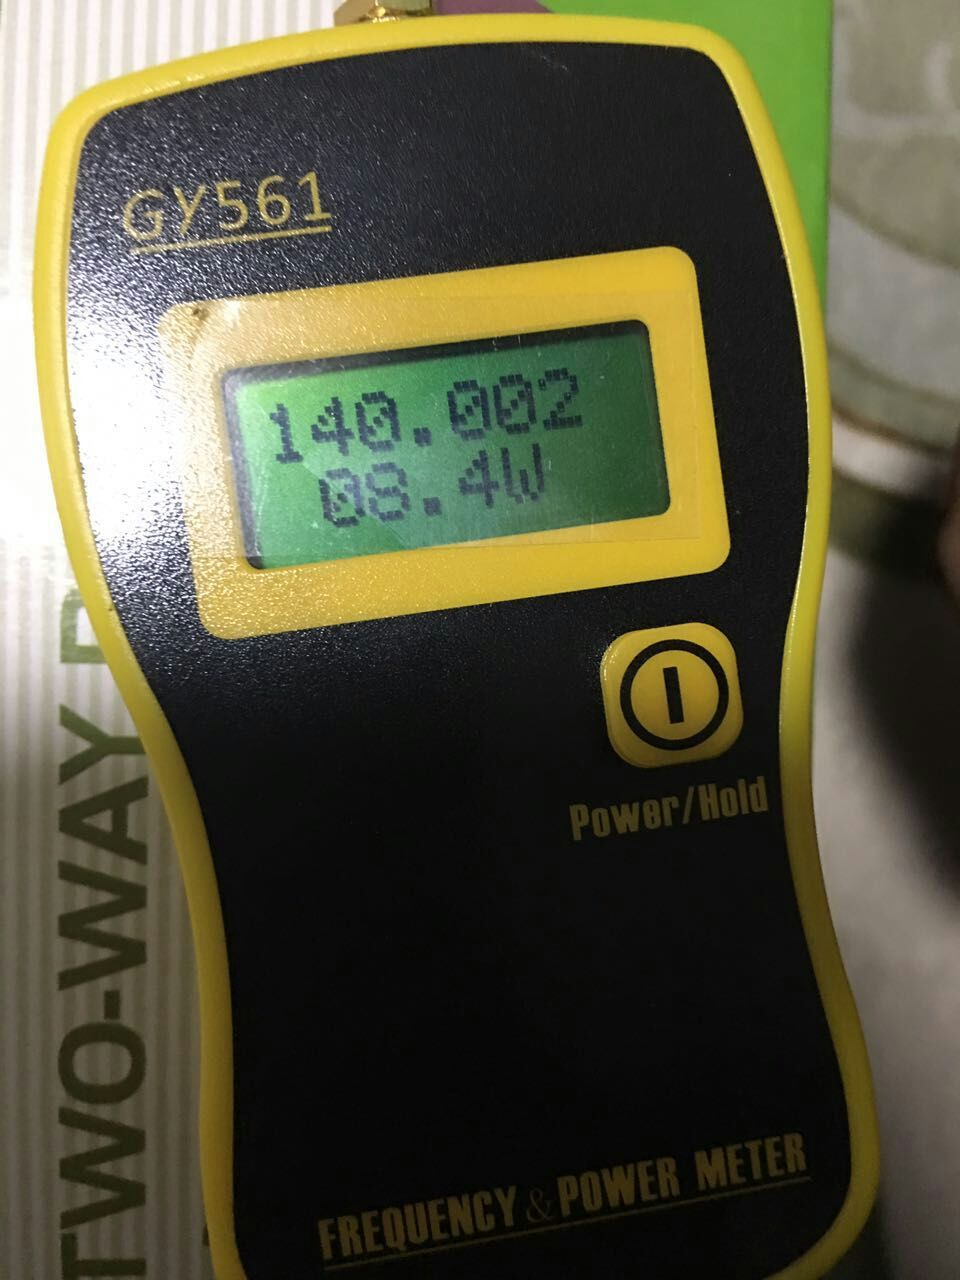 GY561
140.002
08.4W
Power/Hold
FREQUENCY & POWER METER
TWO-WAY